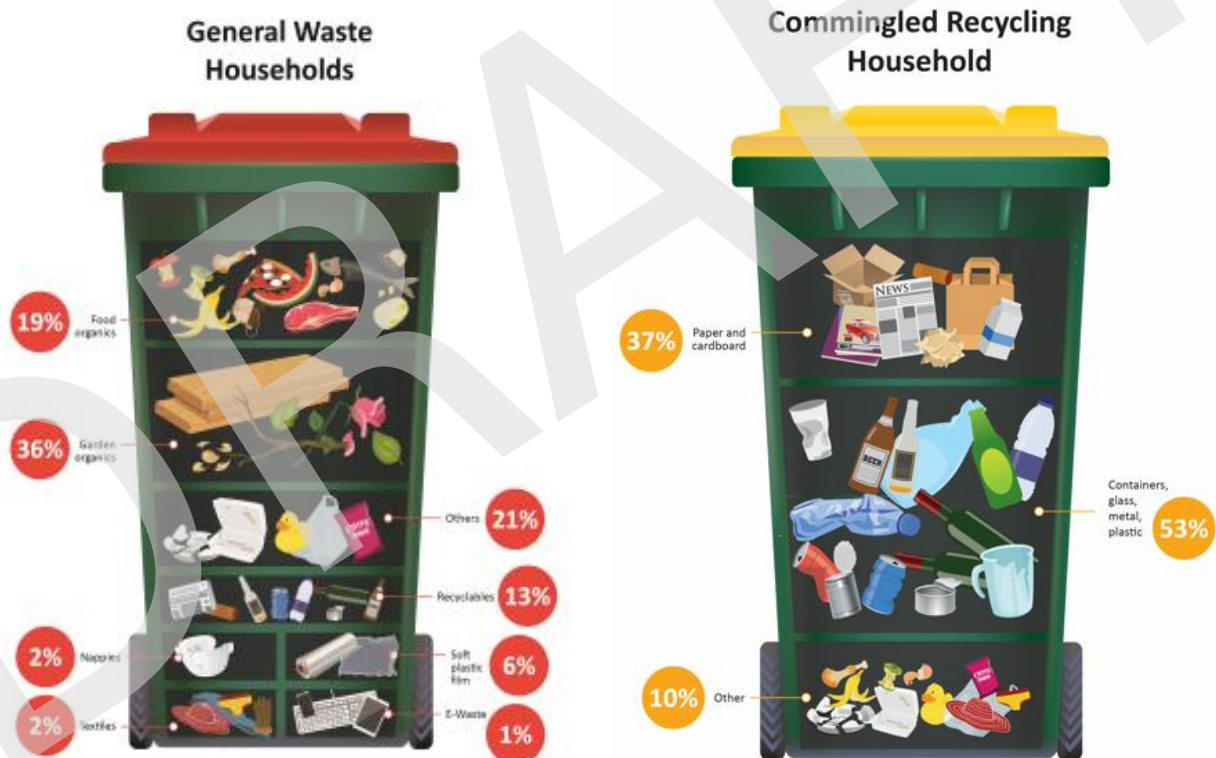 General Waste
Households
19%
Food
organics
36%
Garden
organics
Others
21%
Recyclables
13%
2%
Nappies
Soft
plastic
film
6%
2%
Textiles
E-Waste
1%
Commingled Recycling
Household
NEWS
37%
Paper and
cardboard
BEER
Containers,
glass,
metal,
plastic
53%
10%
Other
DRAFT